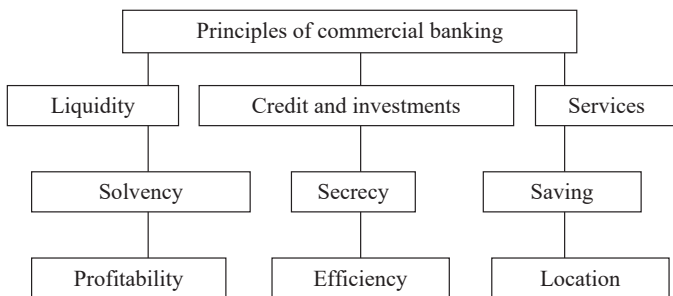 Principles of commercial banking
Liquidity
Credit and investments
Services
Solvency
Secrecy
Saving
Profitability
Efficiency
Location